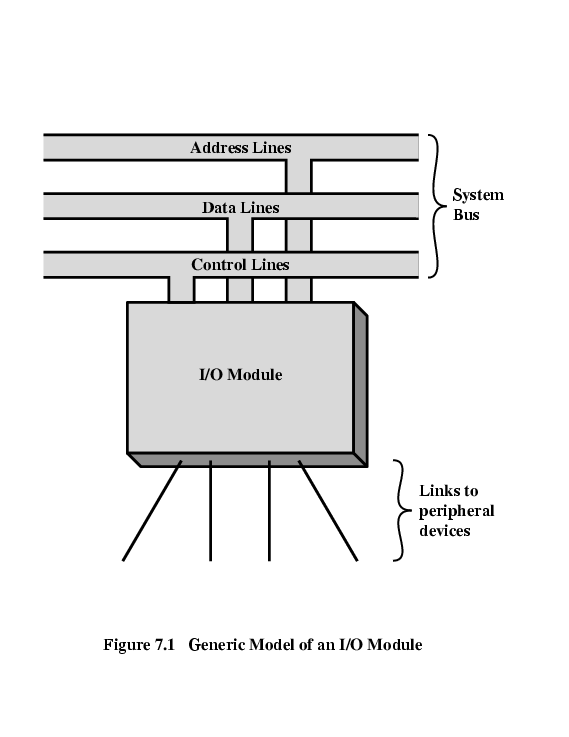 Address Lines
Data Lines
System
Bus
Control Lines
I/O Module
Links to
peripheral
devices
Figure 7.1 Generic Model of an I/O Module